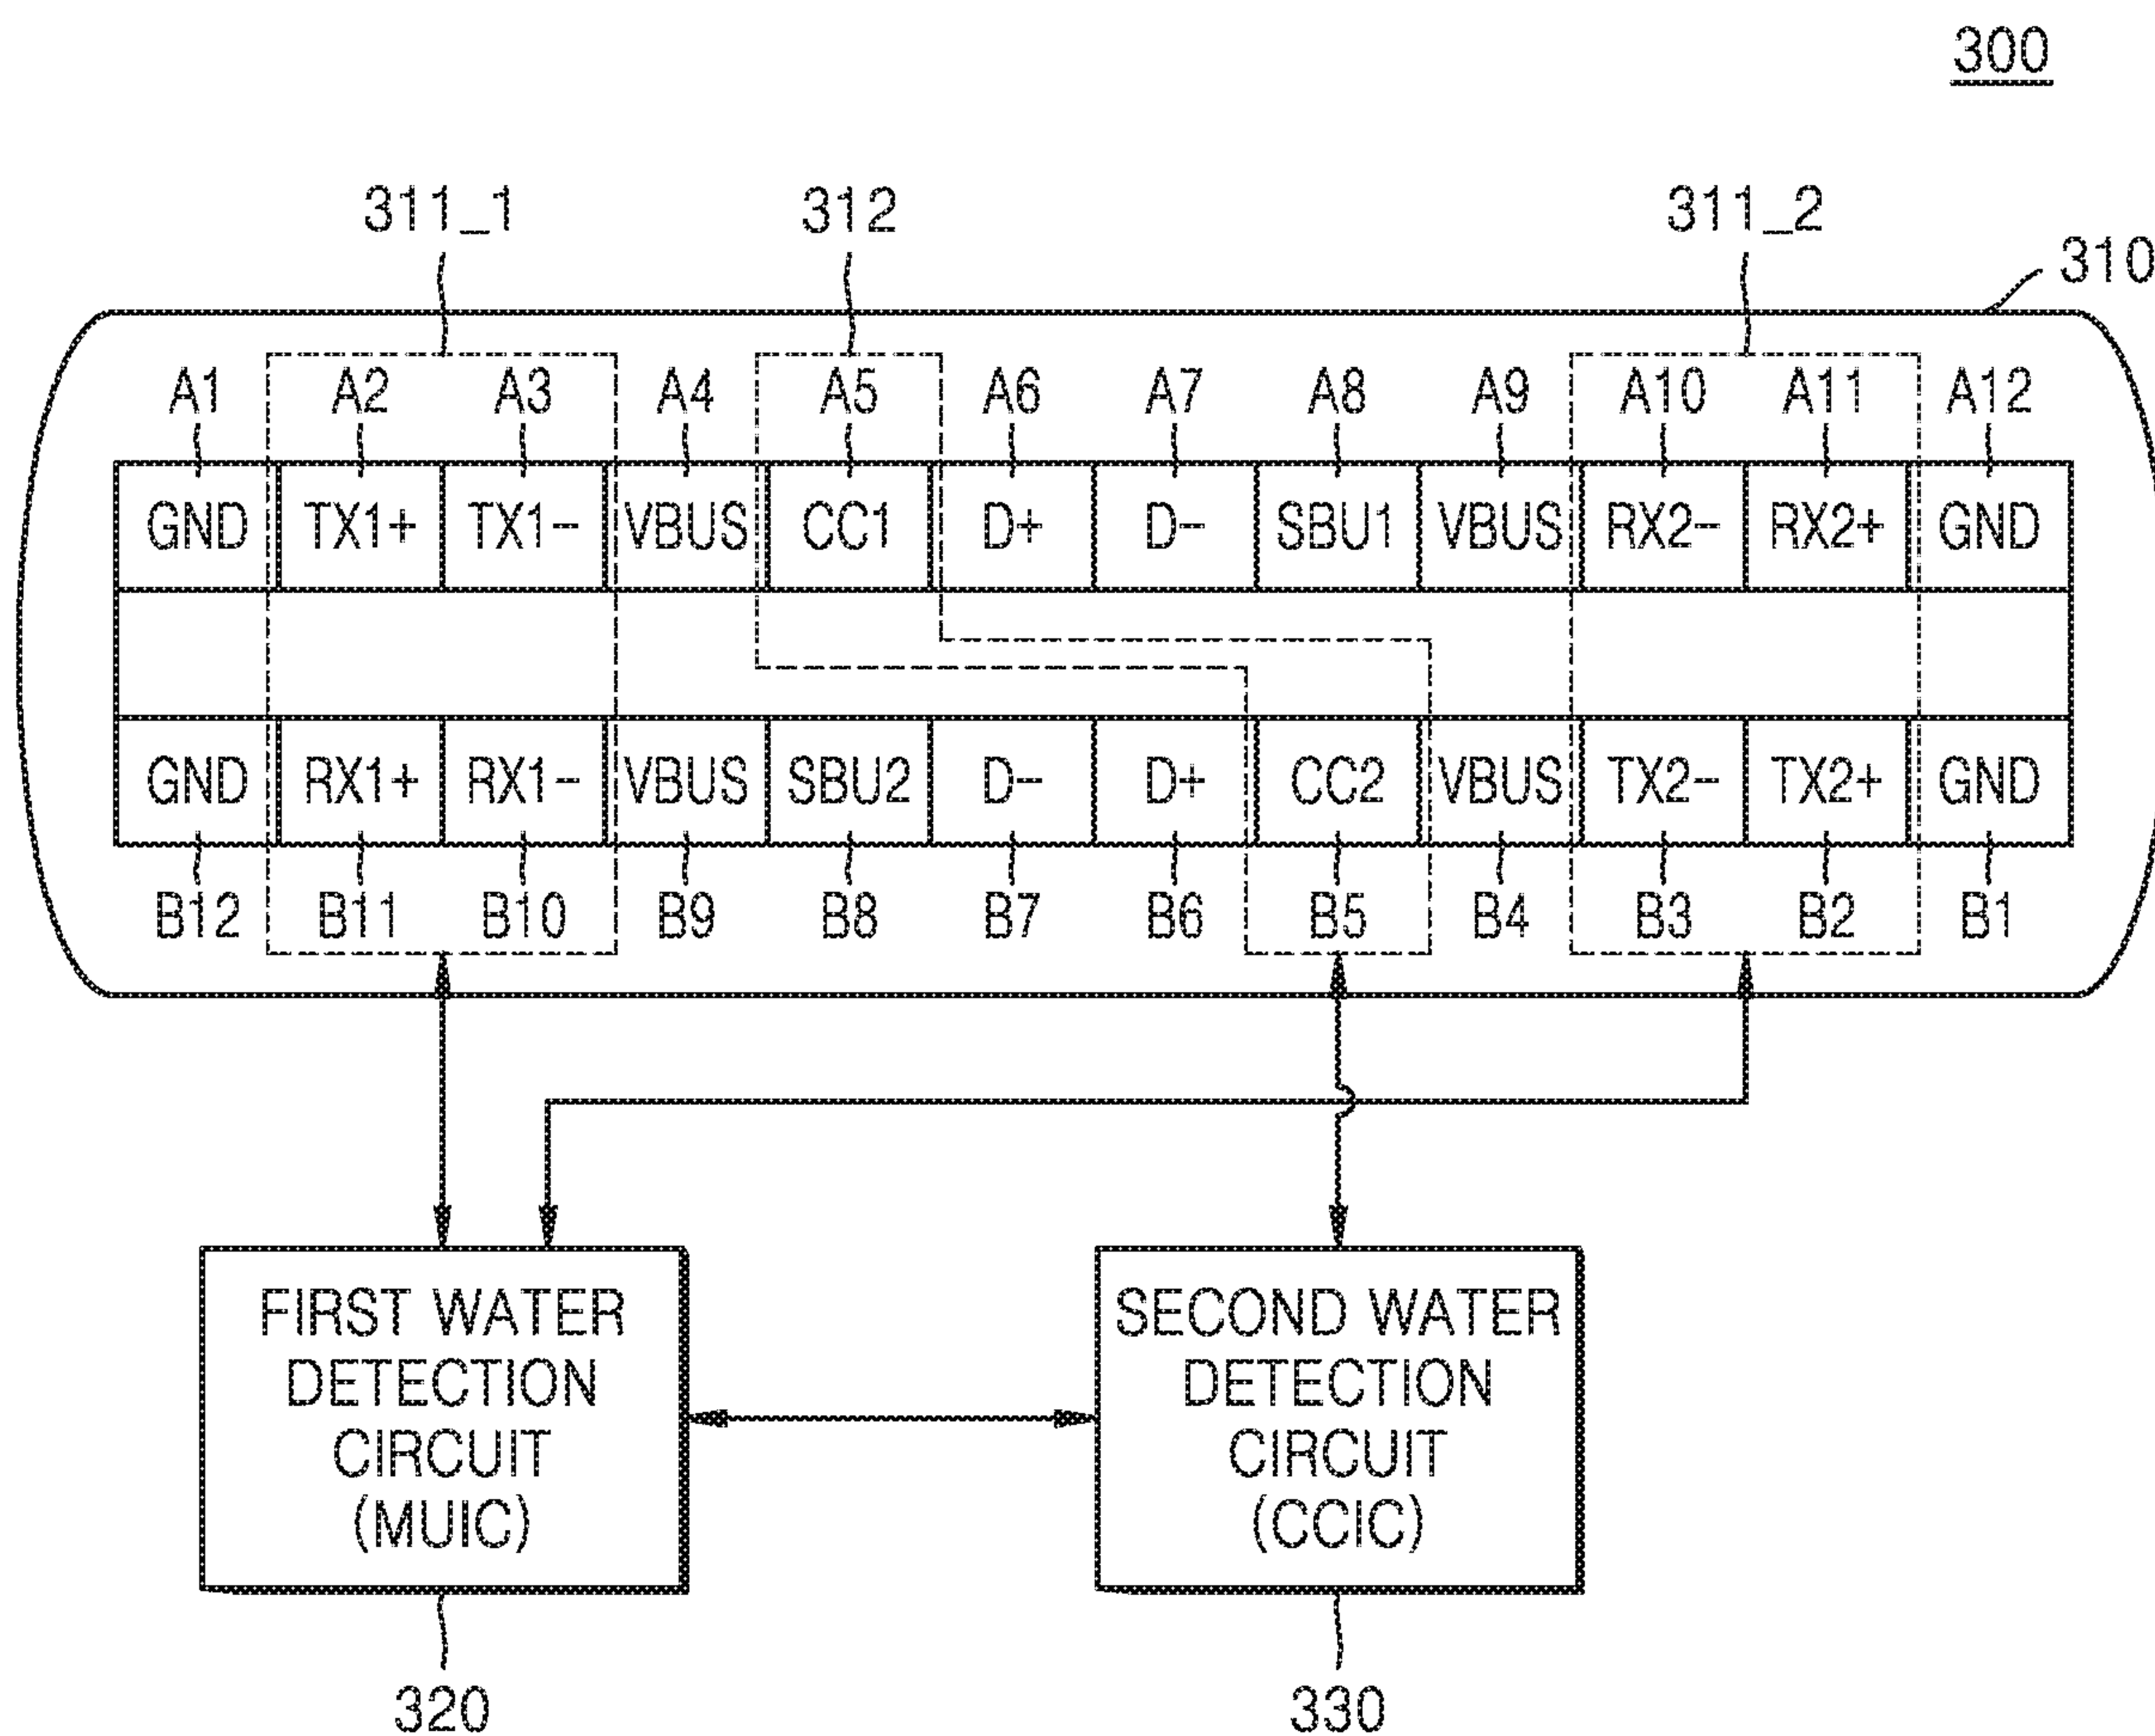 300
311_1 312 311_2
310
A1 A2 A3 A4 A5 A6 A7 A8 A9 A10 A11 A12
GND TX1+ TX1- VBUS CC1 D+ D- SBU1 VBUS RX2- RX2+ GND
GND RX1+ RX1- VBUS SBU2 D- D+ CC2 VBUS TX2- TX2+ GND
B12 B11 B10 B9 B8 B7 B6 B5 B4 B3 B2 B1
FIRST WATER
DETECTION
CIRCUIT
(MUIC)
SECOND WATER
DETECTION
CIRCUIT
(CCIC)
320 330